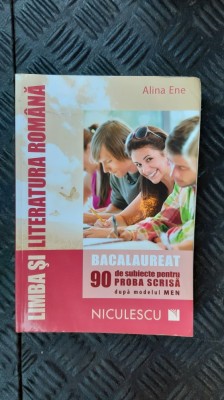 Alina Ene
LIMBA ȘI LITERATURA ROMÂNĂ
BACALAUREAT
90 de subiecte pentru
PROBA SCRISĂ
după modelul MEN
NICULESCU